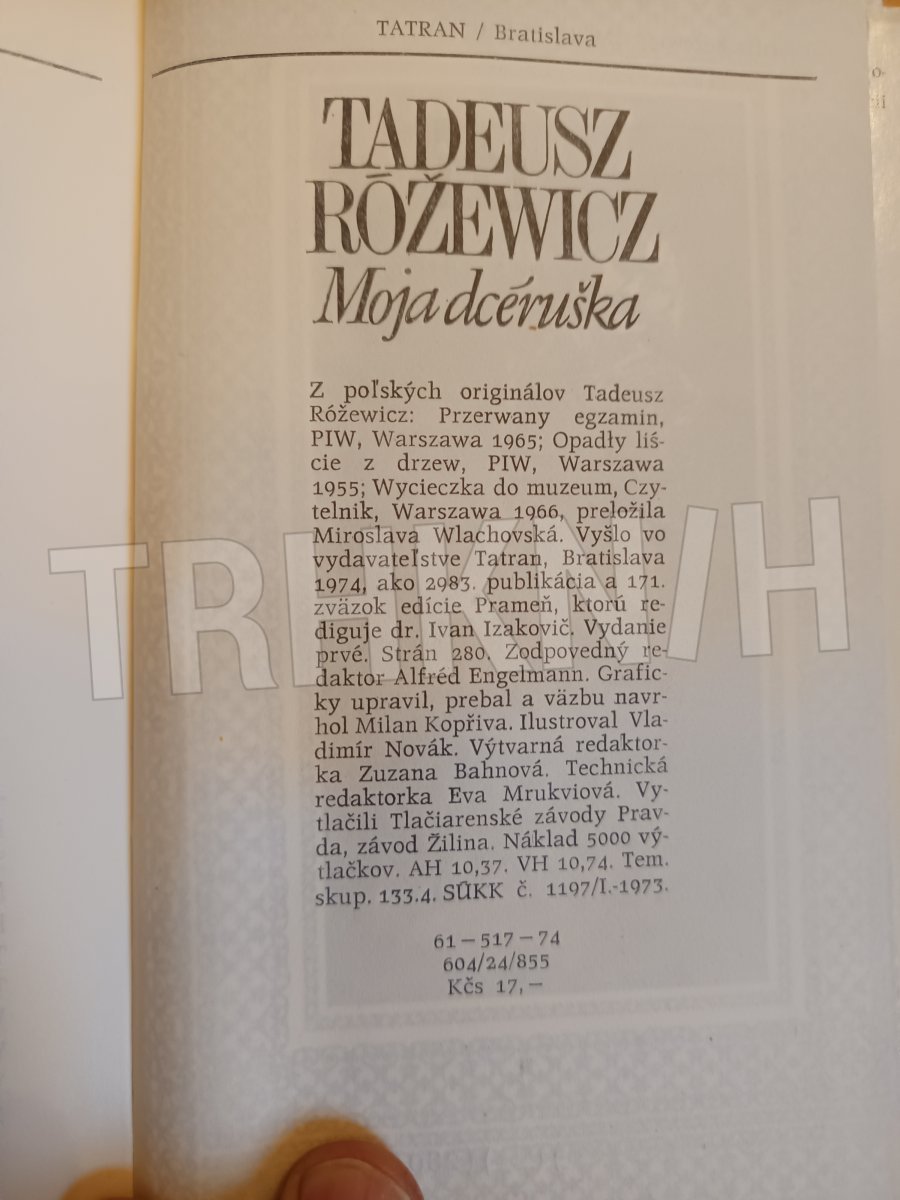 TATRAN / Bratislava
TADEUSZ
RÓŽEWICZ
Moja dcéruška
Z poľských originálov Tadeusz
Róžewicz: Przerwany egzamin,
PIW, Warszawa 1965; Opadły liś-
cie z drzew, PIW, Warszawa
1955; Wycieczka do muzeum, Czy-
telnik, Warszawa 1966, preložila
Miroslava Wlachovská. Vyšlo vo
vydavateľstve Tatran, Bratislava
1974, ako 2983. publikácia a 171.
zväzok edície Prameň, ktorú re-
diguje dr. Ivan Izakovič. Vydanie
prvé. Strán 280. Zodpovedný re-
daktor Alfréd Engelmann. Grafic-
ky upravil, prebal a väzbu navr-
hol Milan Kopřiva. Ilustroval Vla-
dimír Novák. Výtvarná redaktor-
ka Zuzana Bahnová. Technická
redaktorka Eva Mrukviová. Vy-
tlačili Tlačiarenské závody Prav-
da, závod Žilina. Náklad 5000 vý-
tlačkov. AH 10,37. VH 10,74. Tem.
skup. 133.4. SÚKK č. 1197/I.-1973.
61—517—74
604/24/855
Kčs 17,—